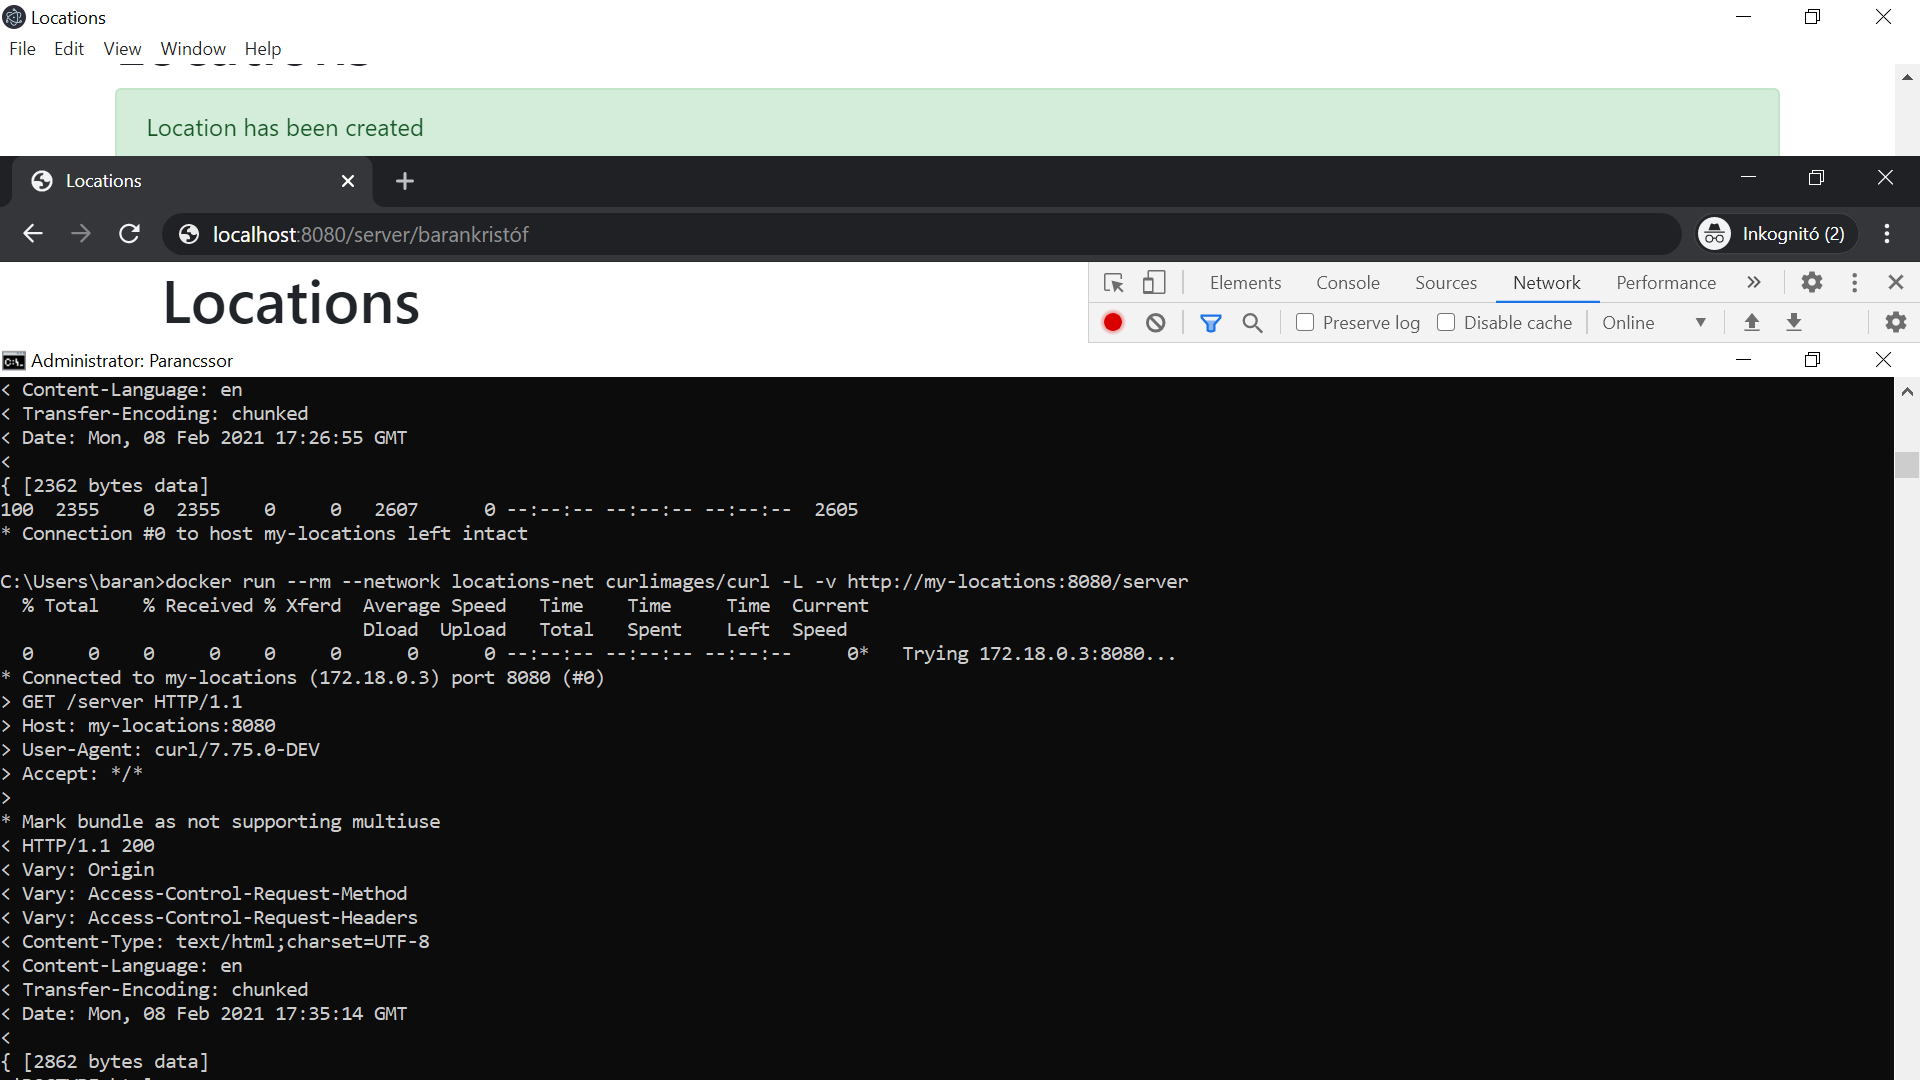 Locations
File Edit View Window Help
Location has been created
Locations
localhost:8080/server/barankristóf
Inkognitó (2)
Locations
Elements Console Sources Network Performance
Preserve log Disable cache Online
Administrator: Parancssor
< Content-Language: en
< Transfer-Encoding: chunked
< Date: Mon, 08 Feb 2021 17:26:55 GMT
<
{ [2362 bytes data]
100  2355    0  2355    0     0   2607      0 --:--:-- --:--:-- --:--:--  2605
* Connection #0 to host my-locations left intact
C:\Users\baran>docker run --rm --network locations-net curlimages/curl -L -v http://my-locations:8080/server
  % Total    % Received % Xferd  Average Speed   Time    Time     Time  Current
                                 Dload  Upload   Total   Spent    Left  Speed
  0     0    0     0    0     0      0      0 --:--:-- --:--:-- --:--:--     0*   Trying 172.18.0.3:8080...
* Connected to my-locations (172.18.0.3) port 8080 (#0)
> GET /server HTTP/1.1
> Host: my-locations:8080
> User-Agent: curl/7.75.0-DEV
> Accept: */*
>
* Mark bundle as not supporting multiuse
< HTTP/1.1 200
< Vary: Origin
< Vary: Access-Control-Request-Method
< Vary: Access-Control-Request-Headers
< Content-Type: text/html;charset=UTF-8
< Content-Language: en
< Transfer-Encoding: chunked
< Date: Mon, 08 Feb 2021 17:35:14 GMT
<
{ [2862 bytes data]